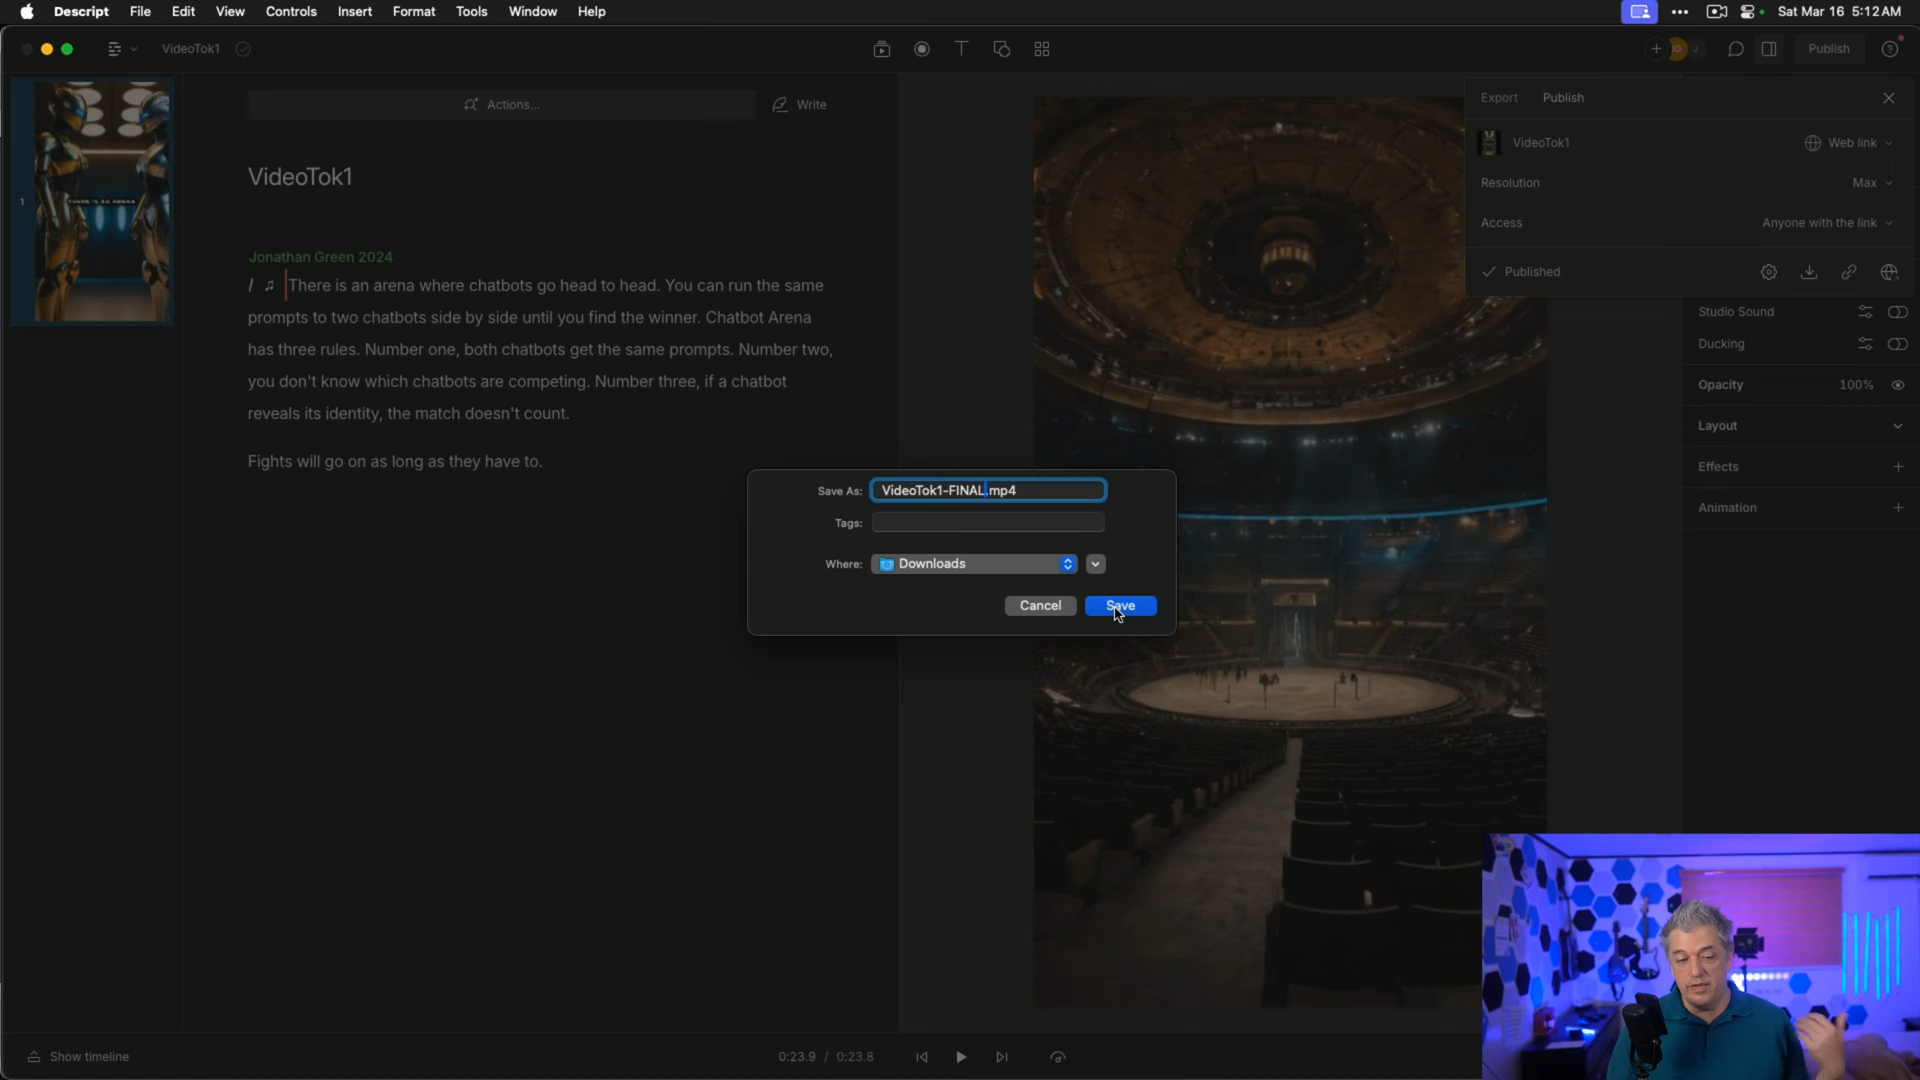 Descript File Edit View Controls Insert Format Tools Window Help
Sat Mar 16 5:12 AM
VideoTok1
Publish
Actions...
Write
VideoTok1
Jonathan Green 2024
/ ♫ There is an arena where chatbots go head to head. You can run the same
prompts to two chatbots side by side until you find the winner. Chatbot Arena
has three rules. Number one, both chatbots get the same prompts. Number two,
you don't know which chatbots are competing. Number three, if a chatbot
reveals its identity, the match doesn't count.
Fights will go on as long as they have to.
1
THERE IS AN ARENA
Save As: VideoTok1-FINAL.mp4
Tags:
Where: Downloads
Cancel Save
Export Publish
VideoTok1 Web link
Resolution Max
Access Anyone with the link
Published
Studio Sound
Ducking
Opacity 100%
Layout
Effects
Animation
Show timeline
0:23.9 / 0:23.8